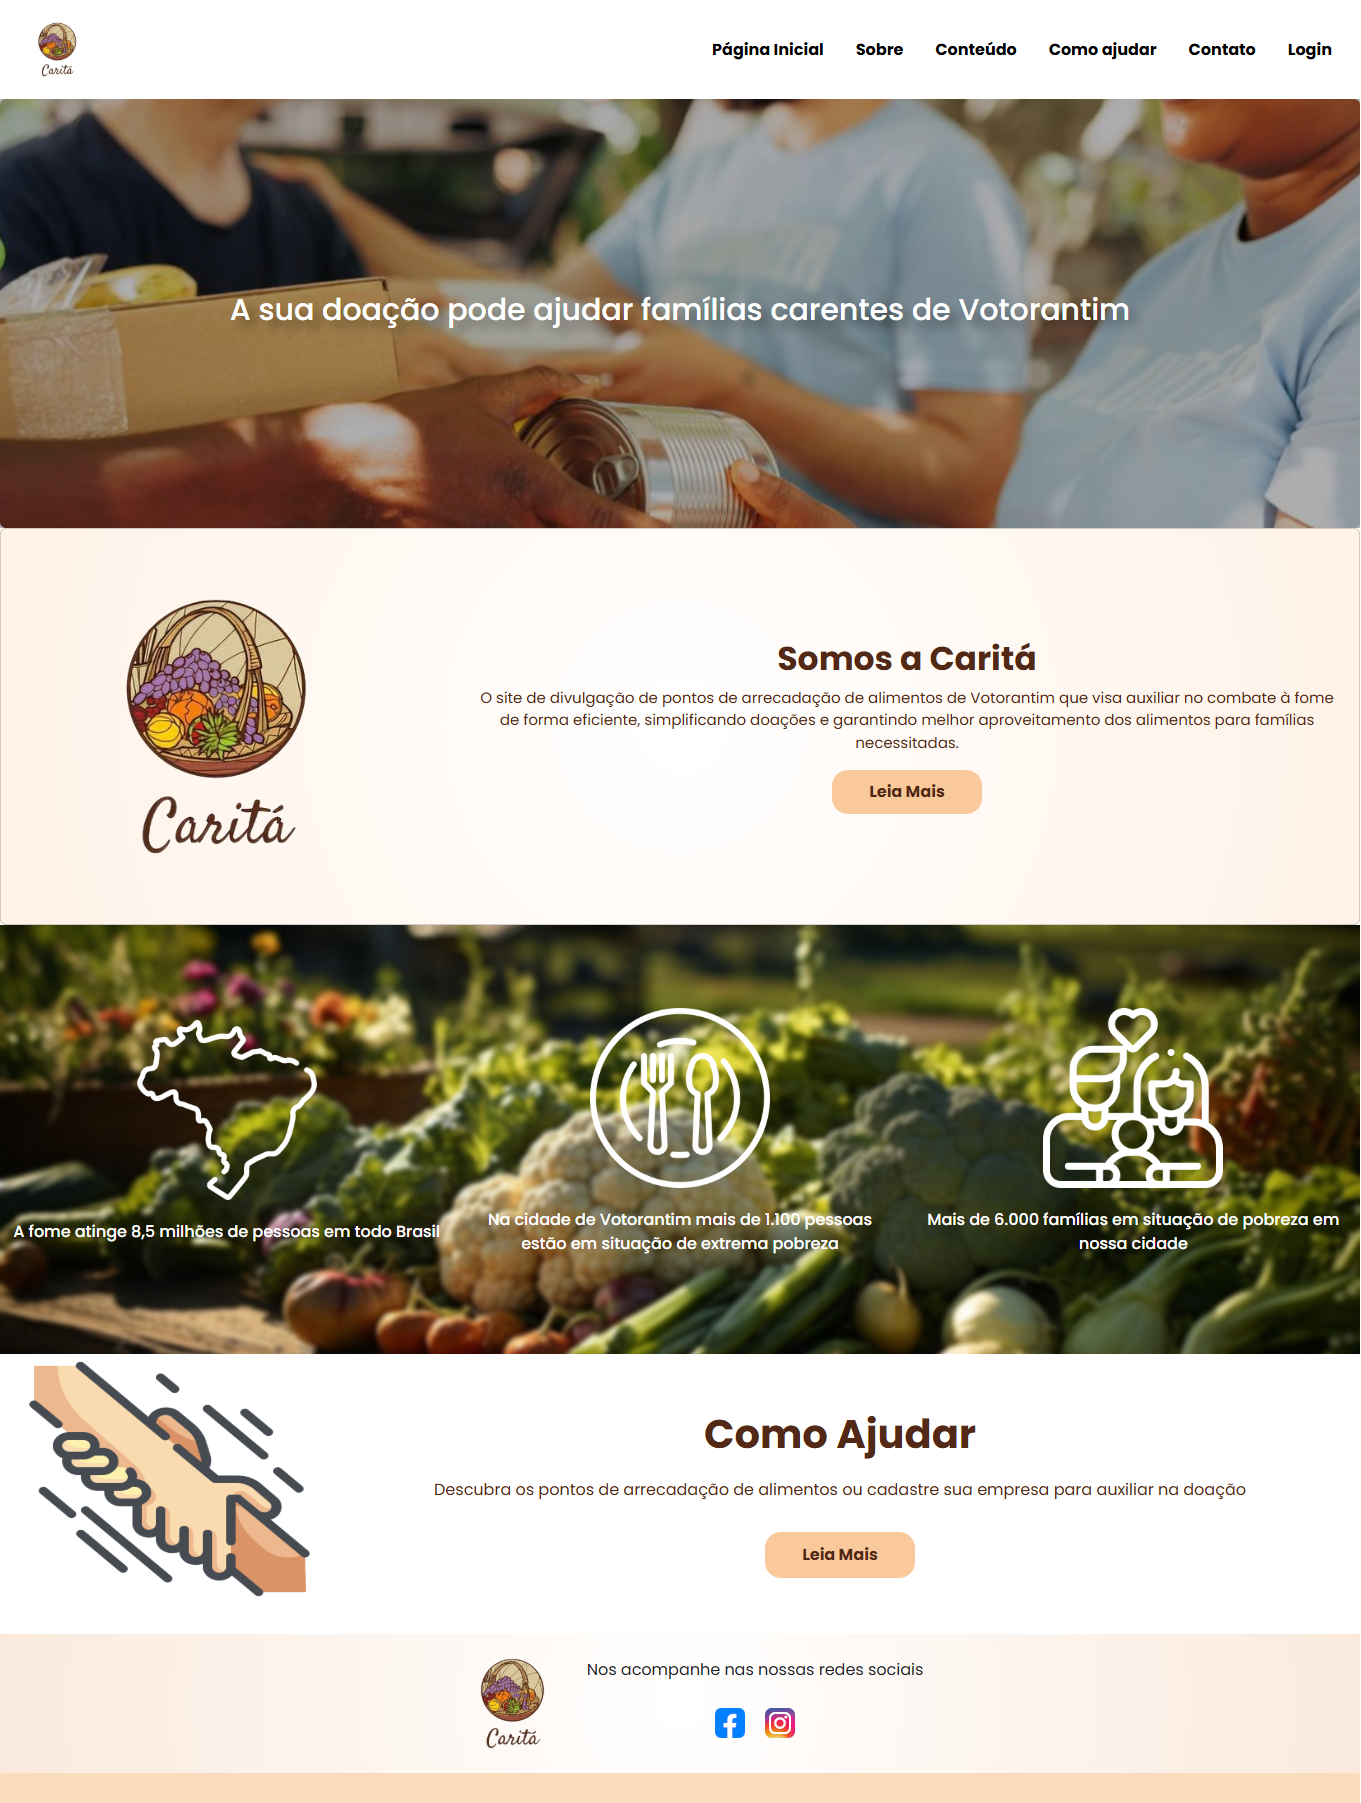 Caritá
Página Inicial Sobre Conteúdo Como ajudar Contato Login
A sua doação pode ajudar famílias carentes de Votorantim
Caritá
Somos a Caritá
O site de divulgação de pontos de arrecadação de alimentos de Votorantim que visa auxiliar no combate à fome
de forma eficiente, simplificando doações e garantindo melhor aproveitamento dos alimentos para famílias
necessitadas.
Leia Mais
A fome atinge 8,5 milhões de pessoas em todo Brasil
Na cidade de Votorantim mais de 1.100 pessoas
estão em situação de extrema pobreza
Mais de 6.000 famílias em situação de pobreza em
nossa cidade
Como Ajudar
Descubra os pontos de arrecadação de alimentos ou cadastre sua empresa para auxiliar na doação
Leia Mais
Caritá
Nos acompanhe nas nossas redes sociais